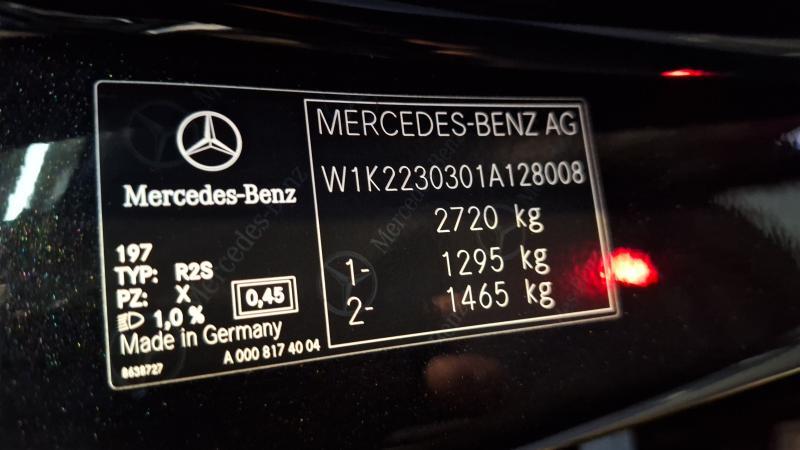 Mercedes-Benz
197
TYP: R2S
PZ: X
0,45
1,0 %
Made in Germany
A 000 817 40 04
8638727
MERCEDES-BENZ AG
W1K2230301A128008
2720 kg
1- 1295 kg
2- 1465 kg